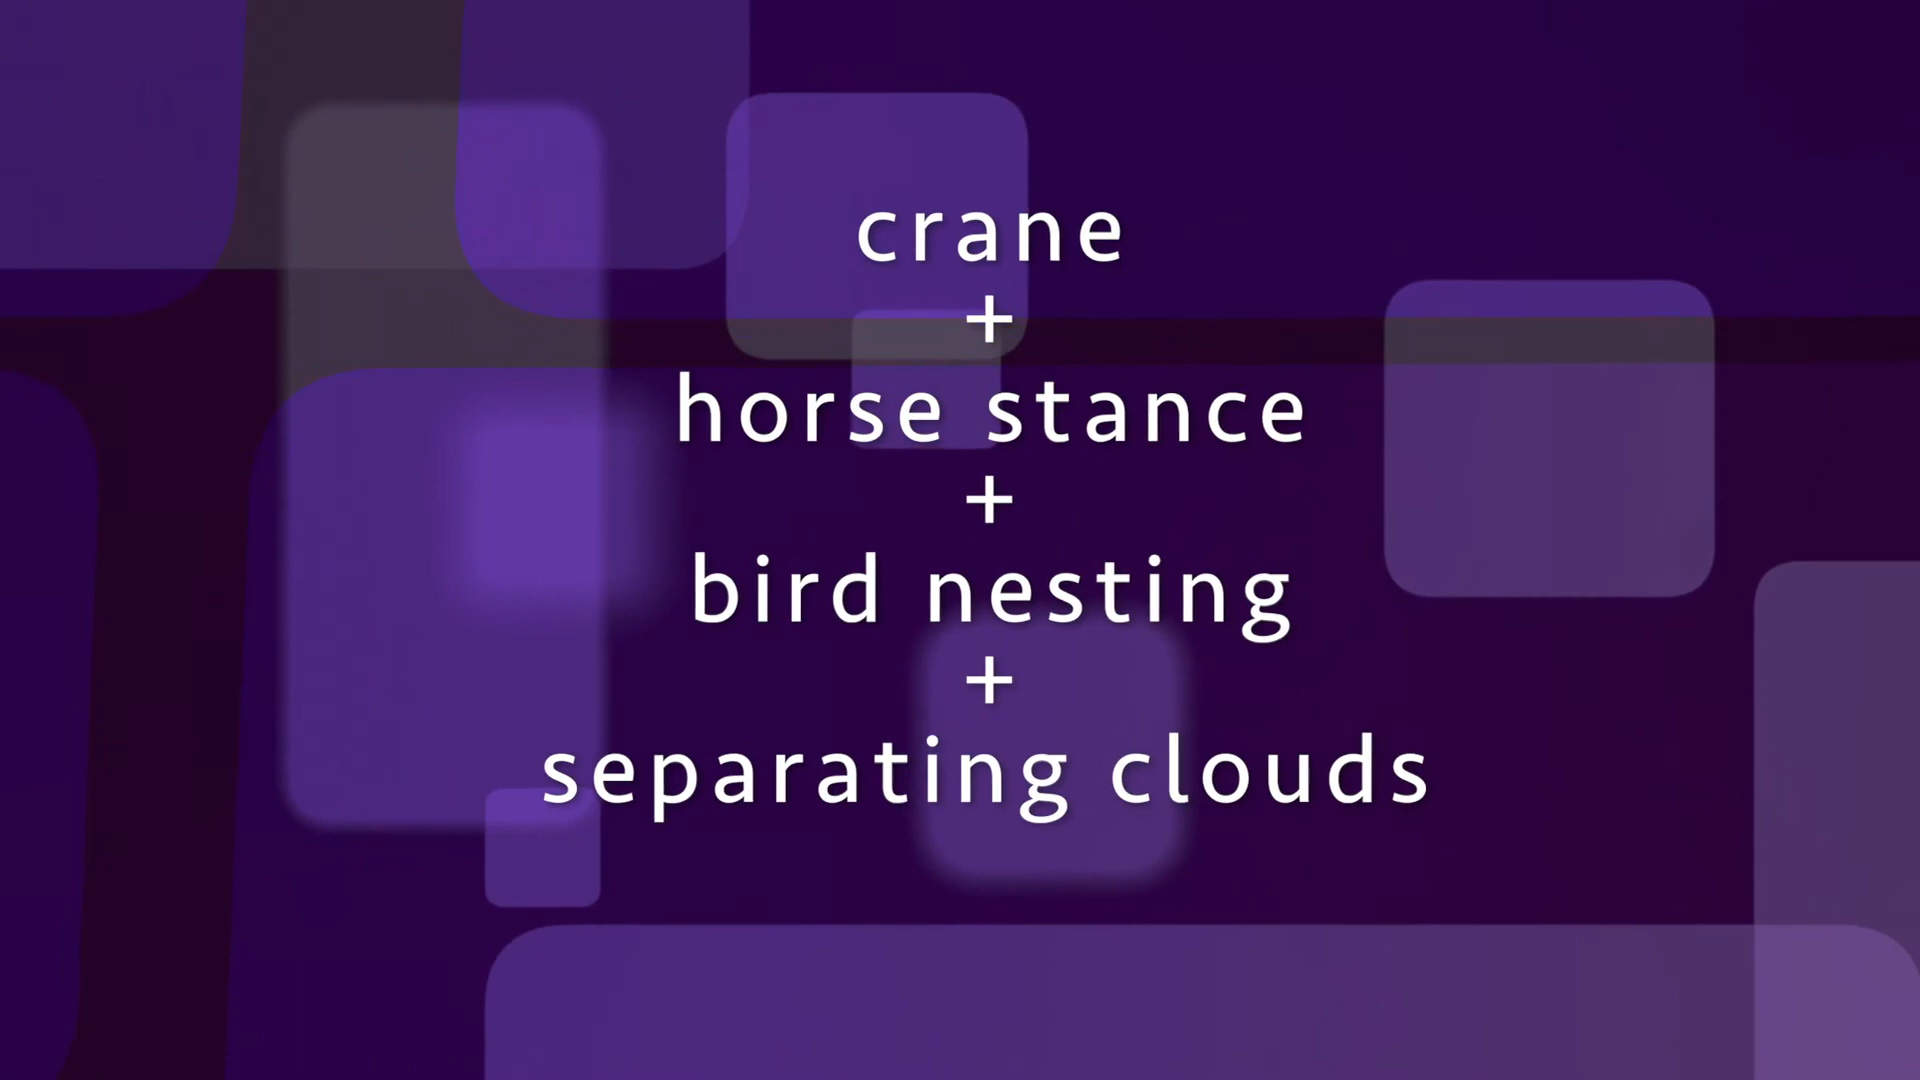 crane
+
horse stance
+
bird nesting
+
separating clouds